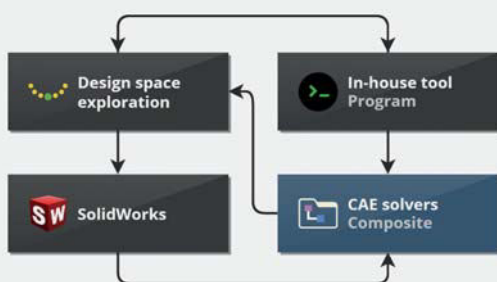 Design space
exploration
In-house tool
Program
SW
SolidWorks
CAE solvers
Composite